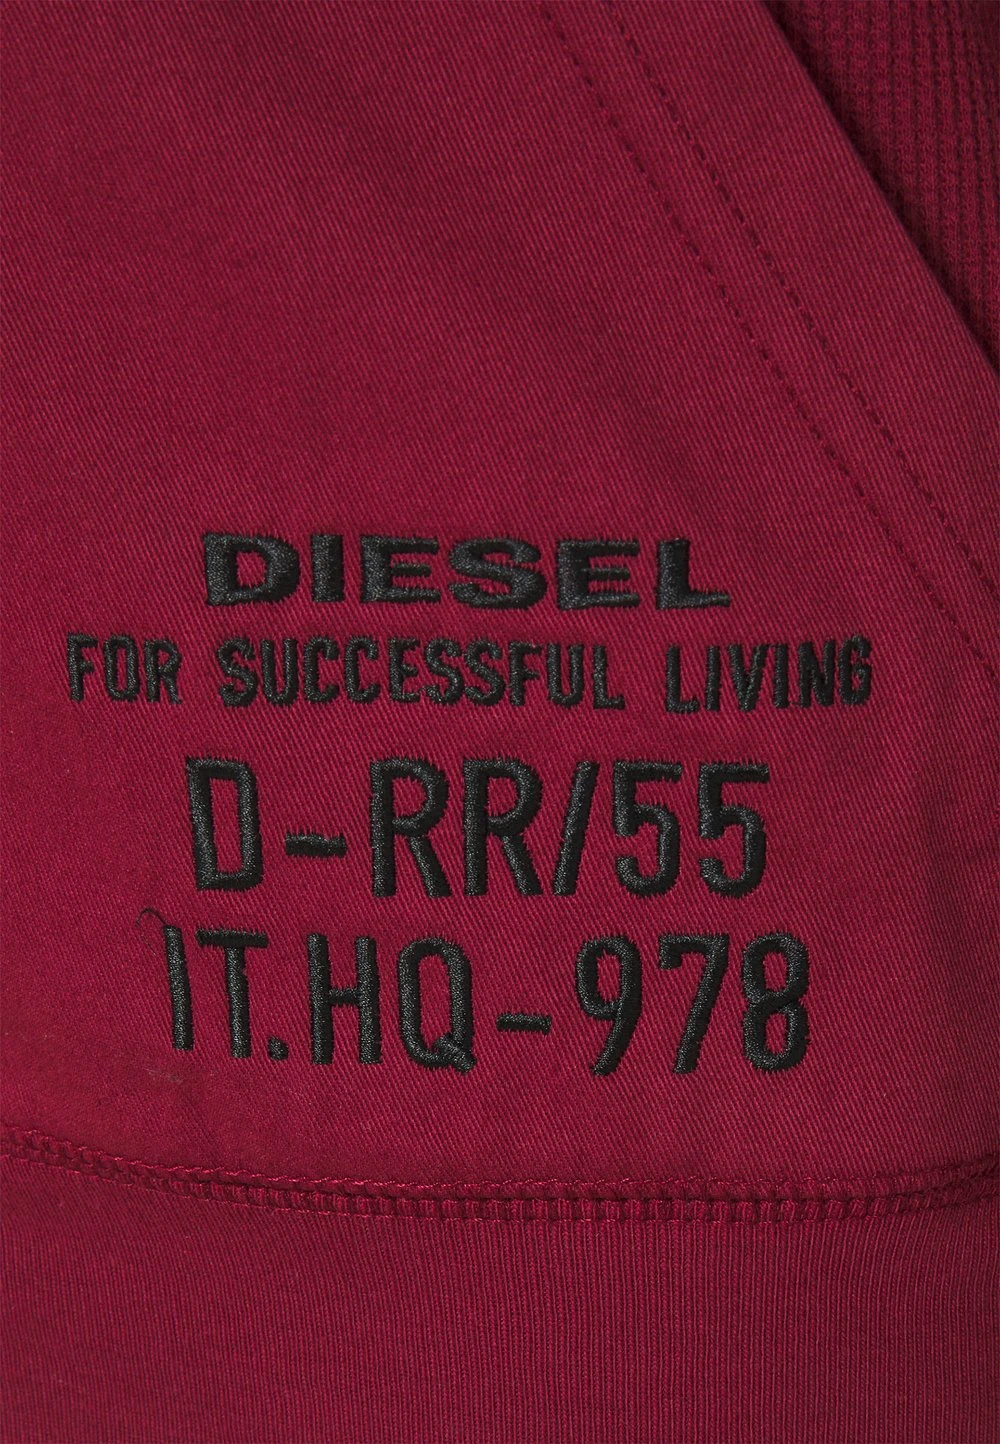 DIESEL
FOR SUCCESSFUL LIVING
D-RR/55
IT.HQ-978